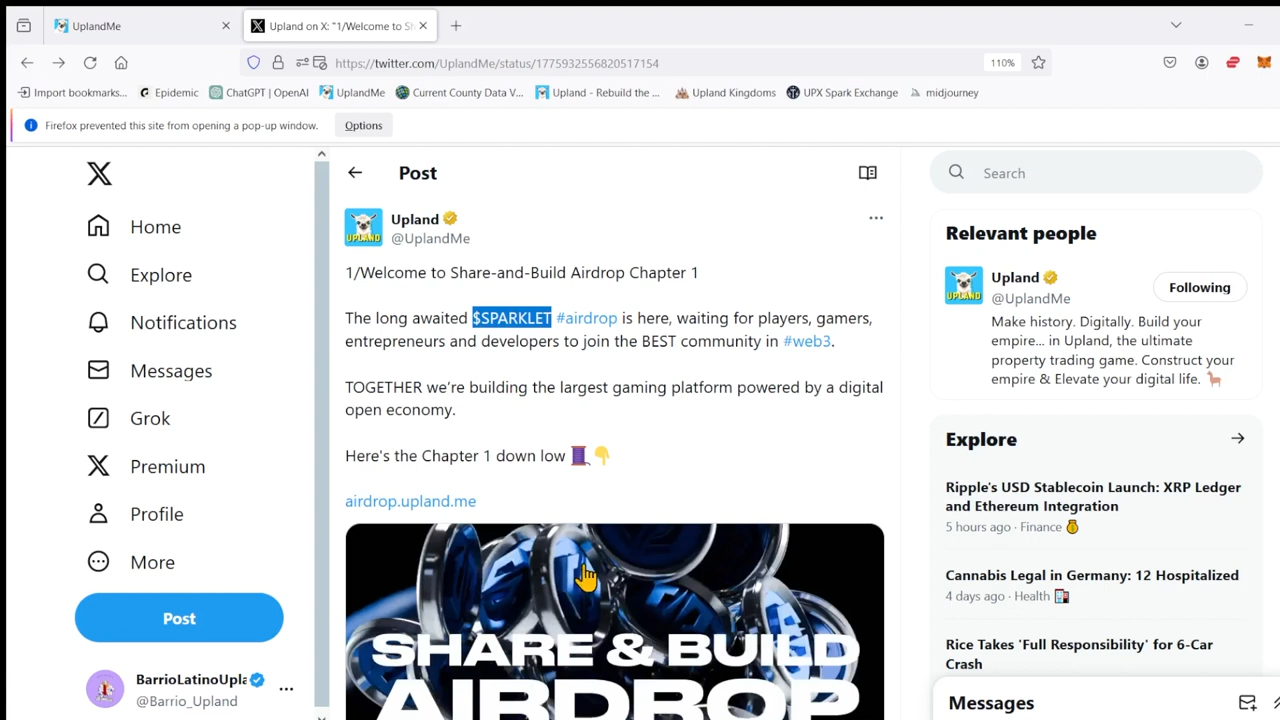 UplandMe
Upland on X: "1/Welcome to Sh
https://twitter.com/UplandMe/status/1775932556820517154
110%
Import bookmarks...
Epidemic
ChatGPT | OpenAI
UplandMe
Current County Data V...
Upland - Rebuild the ...
Upland Kingdoms
UPX Spark Exchange
midjourney
Firefox prevented this site from opening a pop-up window.
Options
Home
Explore
Notifications
Messages
Grok
Premium
Profile
More
Post
BarrioLatinoUpla
@Barrio_Upland
Post
UPLAND
Upland
@UplandMe
1/Welcome to Share-and-Build Airdrop Chapter 1
The long awaited $SPARKLET #airdrop is here, waiting for players, gamers,
entrepreneurs and developers to join the BEST community in #web3.
TOGETHER we’re building the largest gaming platform powered by a digital
open economy.
Here's the Chapter 1 down low 🧵👇
airdrop.upland.me
SHARE & BUILD
AIRDROP
Search
Relevant people
UPLAND
Upland
@UplandMe
Following
Make history. Digitally. Build your
empire... in Upland, the ultimate
property trading game. Construct your
empire & Elevate your digital life. 🦙
Explore
Ripple's USD Stablecoin Launch: XRP Ledger
and Ethereum Integration
5 hours ago · Finance 💰
Cannabis Legal in Germany: 12 Hospitalized
4 days ago · Health 🏥
Rice Takes 'Full Responsibility' for 6-Car
Crash
Messages